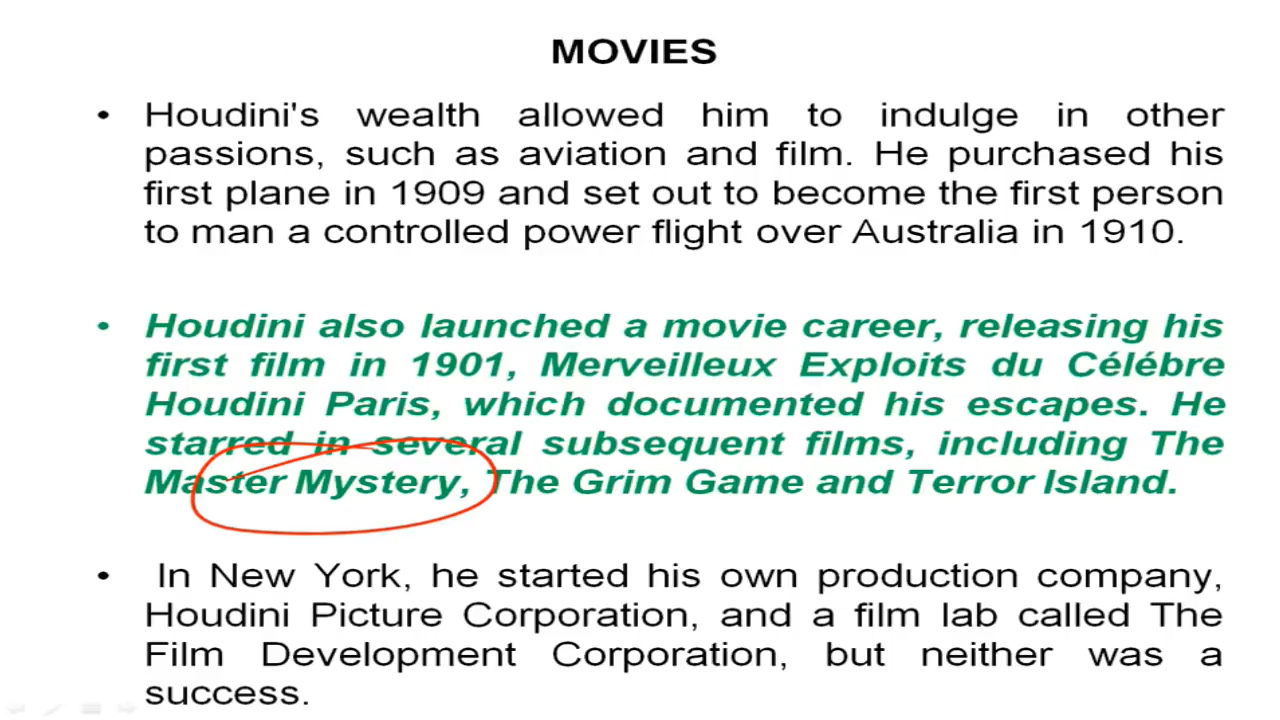 MOVIES
• Houdini's wealth allowed him to indulge in other
passions, such as aviation and film. He purchased his
first plane in 1909 and set out to become the first person
to man a controlled power flight over Australia in 1910.
• Houdini also launched a movie career, releasing his
first film in 1901, Merveilleux Exploits du Célébre
Houdini Paris, which documented his escapes. He
starred in several subsequent films, including The
Master Mystery, The Grim Game and Terror Island.
• In New York, he started his own production company,
Houdini Picture Corporation, and a film lab called The
Film Development Corporation, but neither was a
success.